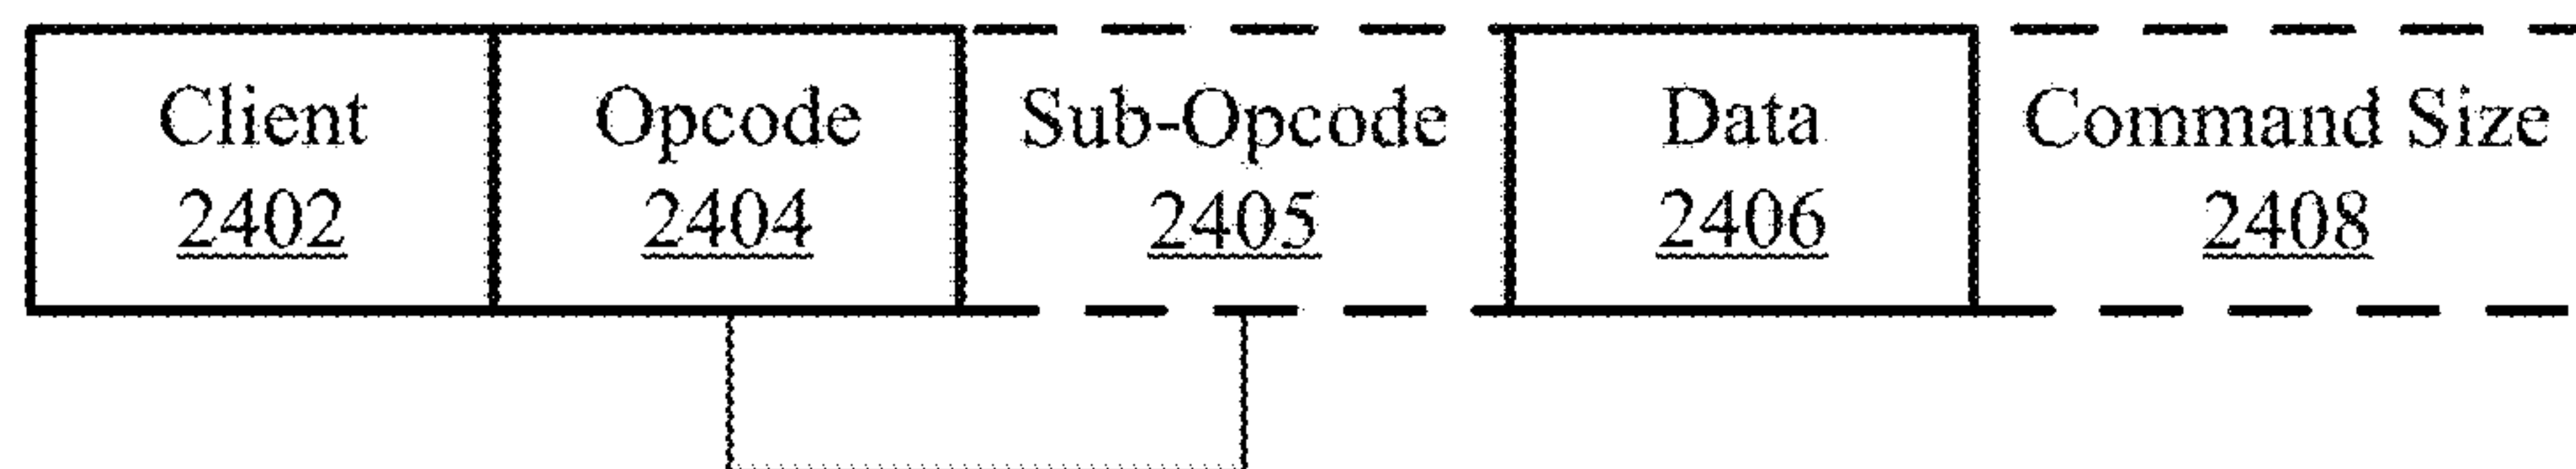 Client Opcode Sub-Opcode Data Command Size
2402 2404 2405 2406 2408